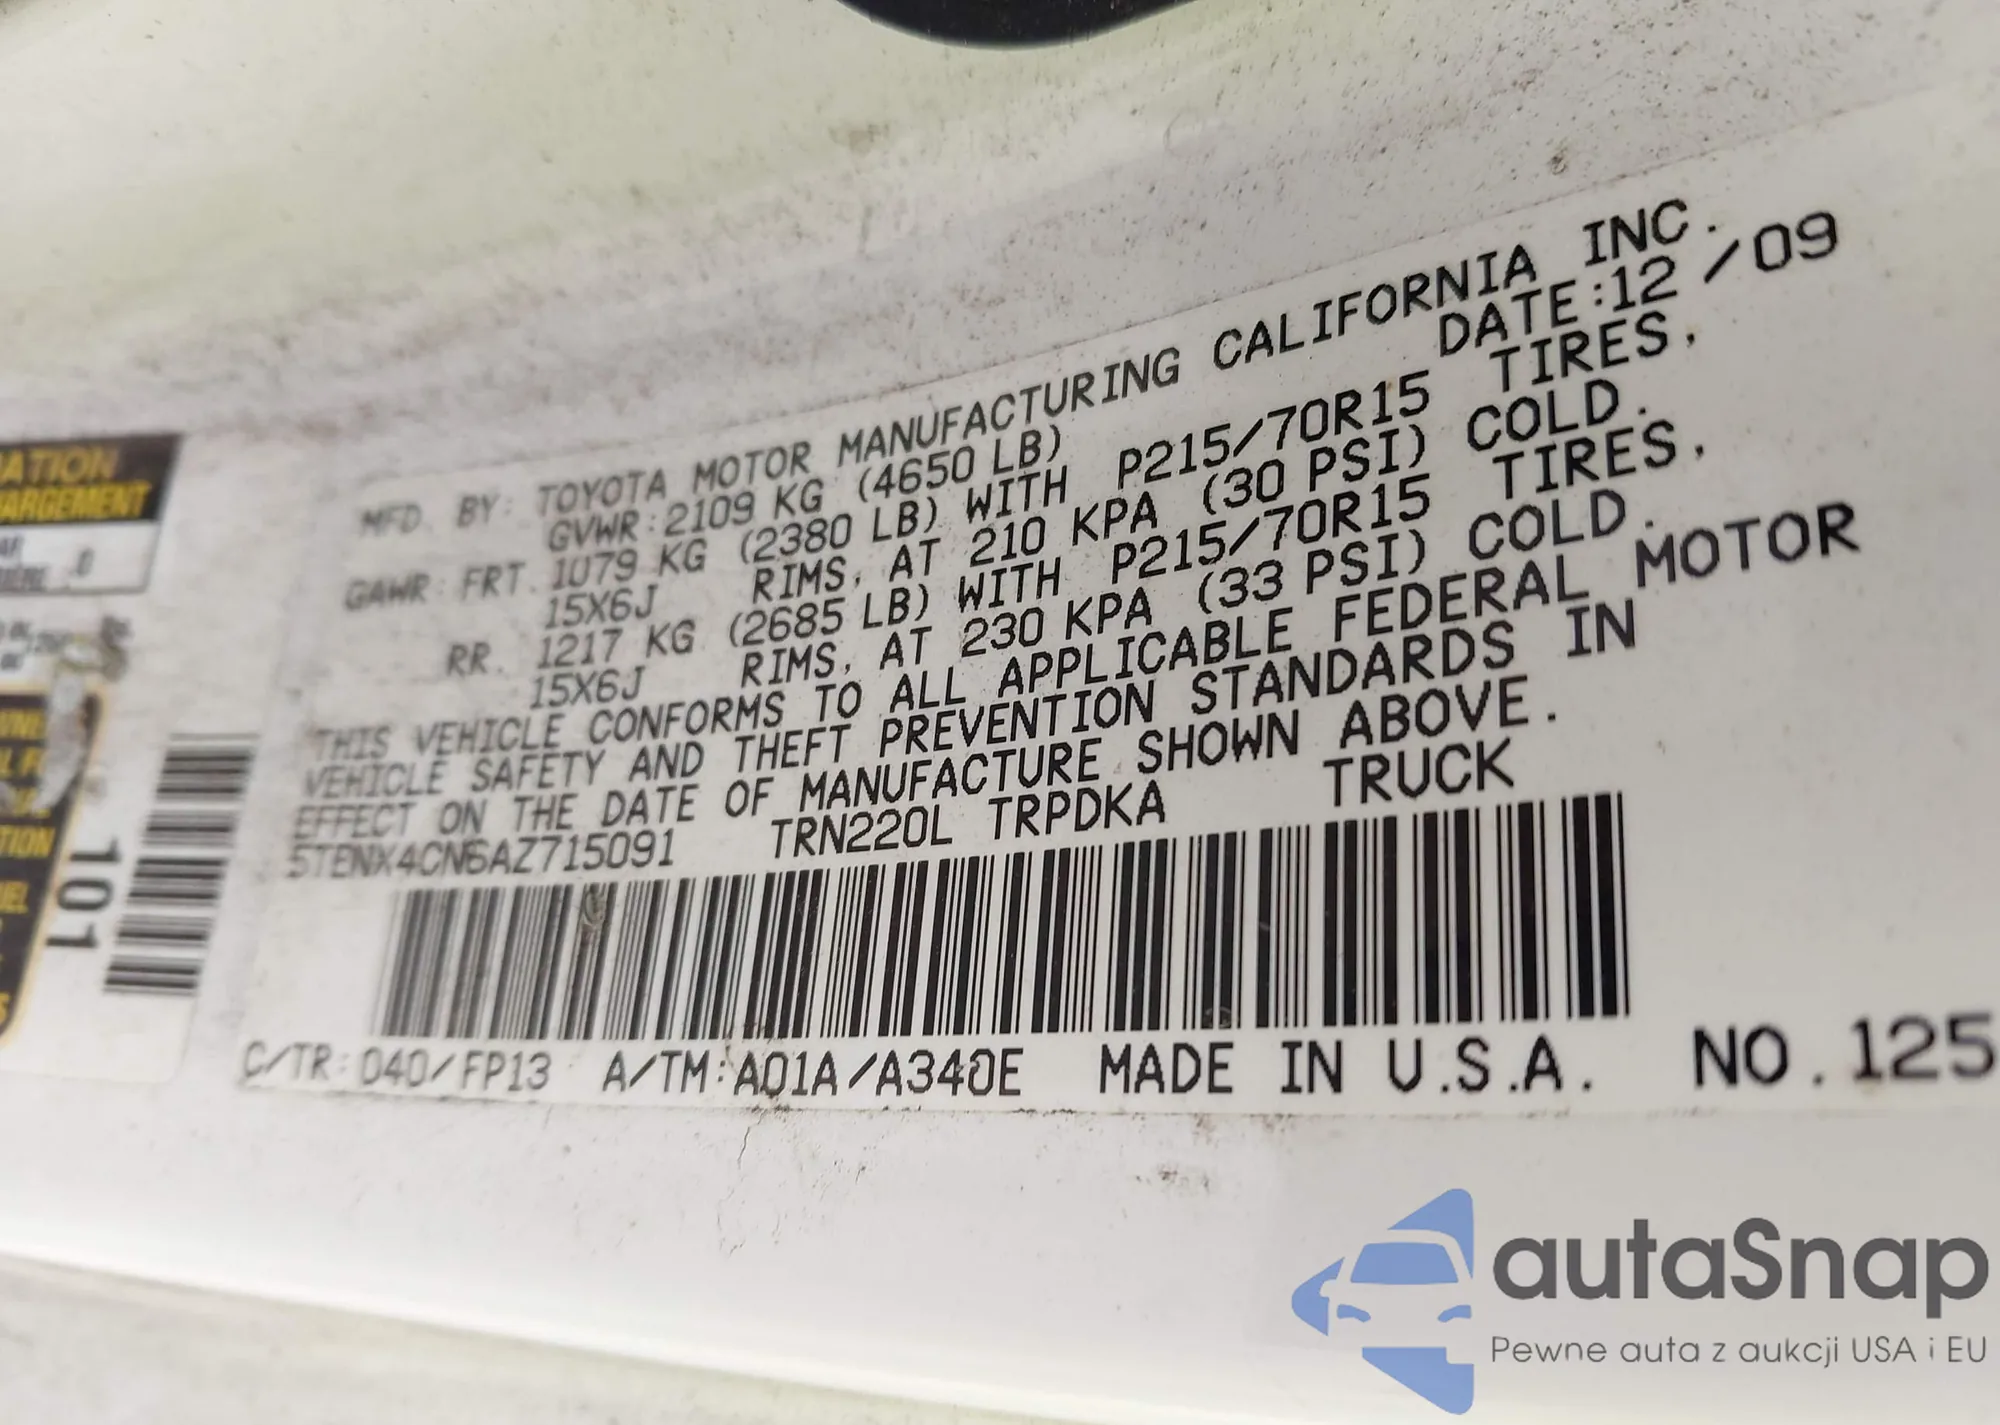 MFD. BY: TOYOTA MOTOR MANUFACTURING CALIFORNIA INC.
GVWR:2109 KG (4650 LB) DATE:12/09
GAWR: FRT. 1079 KG (2380 LB) WITH P215/70R15 TIRES,
15X6J RIMS, AT 210 KPA (30 PSI) COLD.
RR. 1217 KG (2685 LB) WITH P215/70R15 TIRES,
15X6J RIMS, AT 230 KPA (33 PSI) COLD.
THIS VEHICLE CONFORMS TO ALL APPLICABLE FEDERAL MOTOR
VEHICLE SAFETY AND THEFT PREVENTION STANDARDS IN
EFFECT ON THE DATE OF MANUFACTURE SHOWN ABOVE.
5TENX4CN6AZ715091 TRN220L TRPDKA TRUCK
C/TR: 040/FP13 A/TM:A01A/A340E MADE IN U.S.A. NO.125
101
autaSnap
Pewne auta z aukcji USA i EU